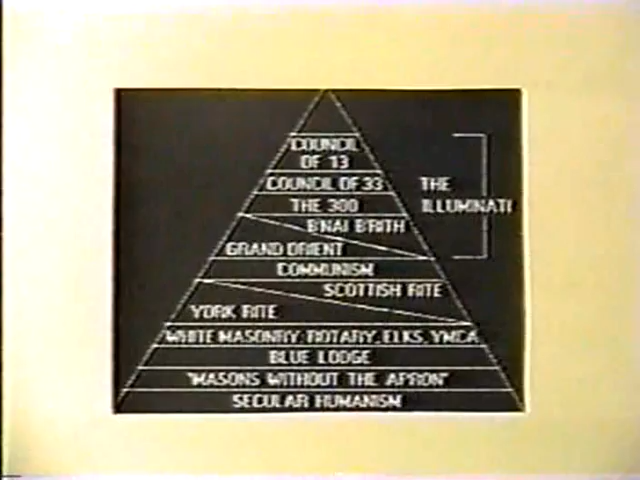 COUNCIL
OF 13
COUNCIL OF 33
THE 300
B'NAI B'RITH
GRAND ORIENT
COMMUNISM
SCOTTISH RITE
YORK RITE
WHITE MASONRY, ROTARY, ELKS, YMCA
BLUE LODGE
"MASONS WITHOUT THE APRON"
SECULAR HUMANISM
THE
ILLUMINATI